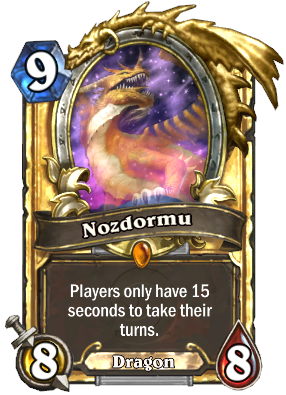 9
Nozdormu
Players only have 15
seconds to take their
turns.
8
Dragon
8